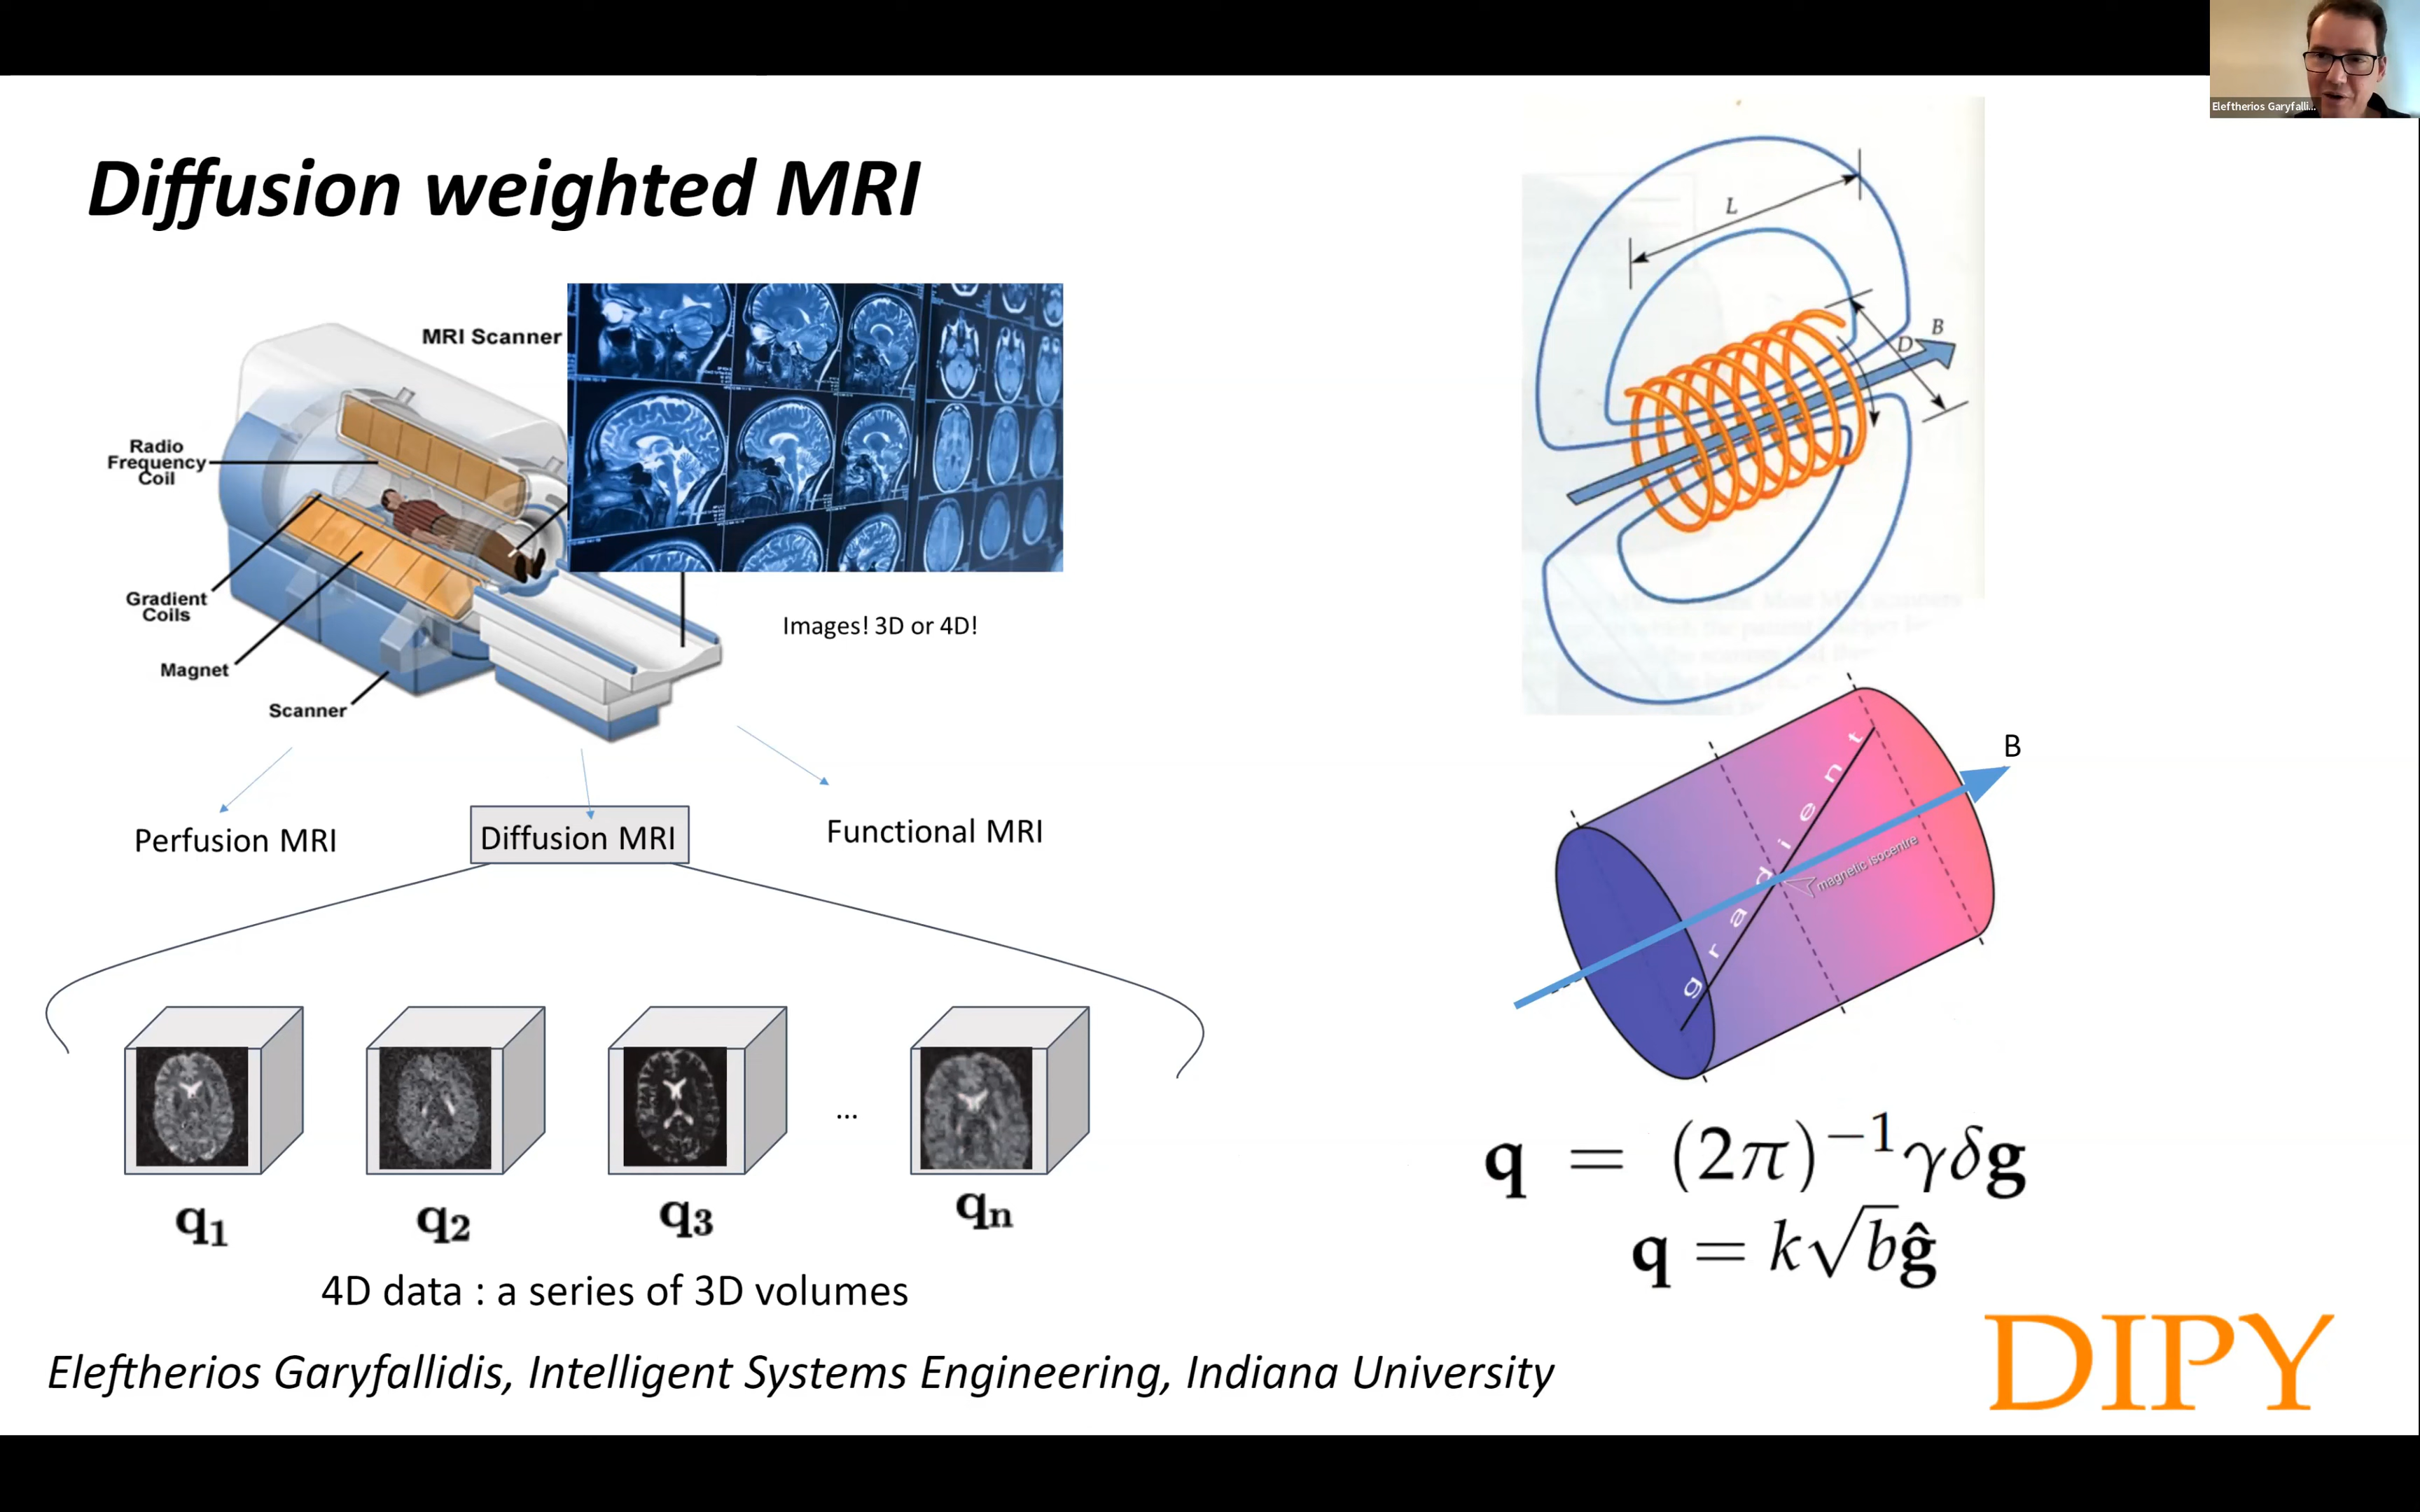 Eleftherios Garyfalli...
Diffusion weighted MRI
MRI Scanner
Radio
Frequency
Coil
Gradient
Coils
Magnet
Scanner
Images! 3D or 4D!
Perfusion MRI
Diffusion MRI
Functional MRI
q1
q2
q3
...
qn
4D data : a series of 3D volumes
L
D
B
B
gradient
magnetic isocentre
q = (2π)⁻¹γδg
q = k√bĝ
Eleftherios Garyfallidis, Intelligent Systems Engineering, Indiana University
DIPY